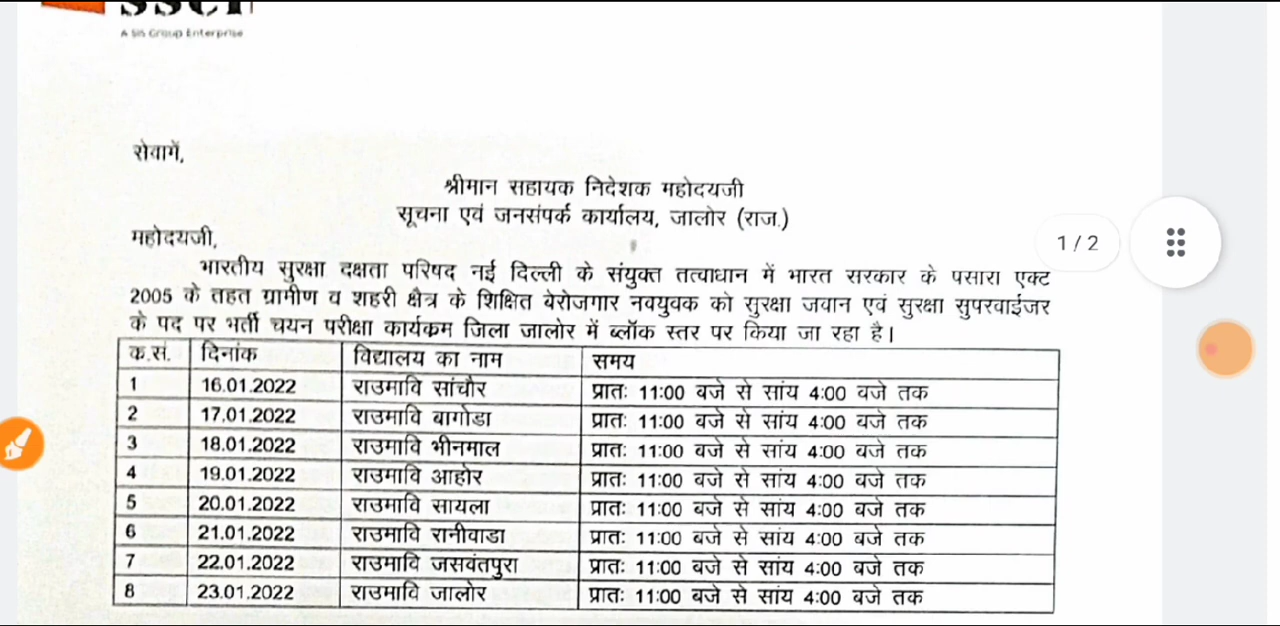 A SIS Group Enterprise
सेवामें,
श्रीमान सहायक निदेशक महोदयजी
सूचना एवं जनसंपर्क कार्यालय, जालोर (राज.)
महोदयजी,
1 / 2
भारतीय सुरक्षा दक्षता परिषद नई दिल्ली के संयुक्त तत्वाधान में भारत सरकार के पसारा एक्ट
2005 के तहत ग्रामीण व शहरी क्षैत्र के शिक्षित बेरोजगार नवयुवक को सुरक्षा जवान एवं सुरक्षा सुपरवाईजर
के पद पर भर्ती चयन परीक्षा कार्यकम जिला जालोर में ब्लॉक स्तर पर किया जा रहा है।
क.सं. दिनांक विद्यालय का नाम समय
1 16.01.2022 राउमावि सांचौर प्रातः 11:00 बजे से सांय 4:00 बजे तक
2 17.01.2022 राउमावि बागोडा प्रातः 11:00 बजे से सांय 4:00 बजे तक
3 18.01.2022 राउमावि भीनमाल प्रातः 11:00 बजे से सांय 4:00 बजे तक
4 19.01.2022 राउमावि आहोर प्रातः 11:00 बजे से सांय 4:00 बजे तक
5 20.01.2022 राउमावि सायला प्रातः 11:00 बजे से सांय 4:00 बजे तक
6 21.01.2022 राउमावि रानीवाडा प्रातः 11:00 बजे से सांय 4:00 बजे तक
7 22.01.2022 राउमावि जसवंतपुरा प्रातः 11:00 बजे से सांय 4:00 बजे तक
8 23.01.2022 राउमावि जालोर प्रातः 11:00 बजे से सांय 4:00 बजे तक